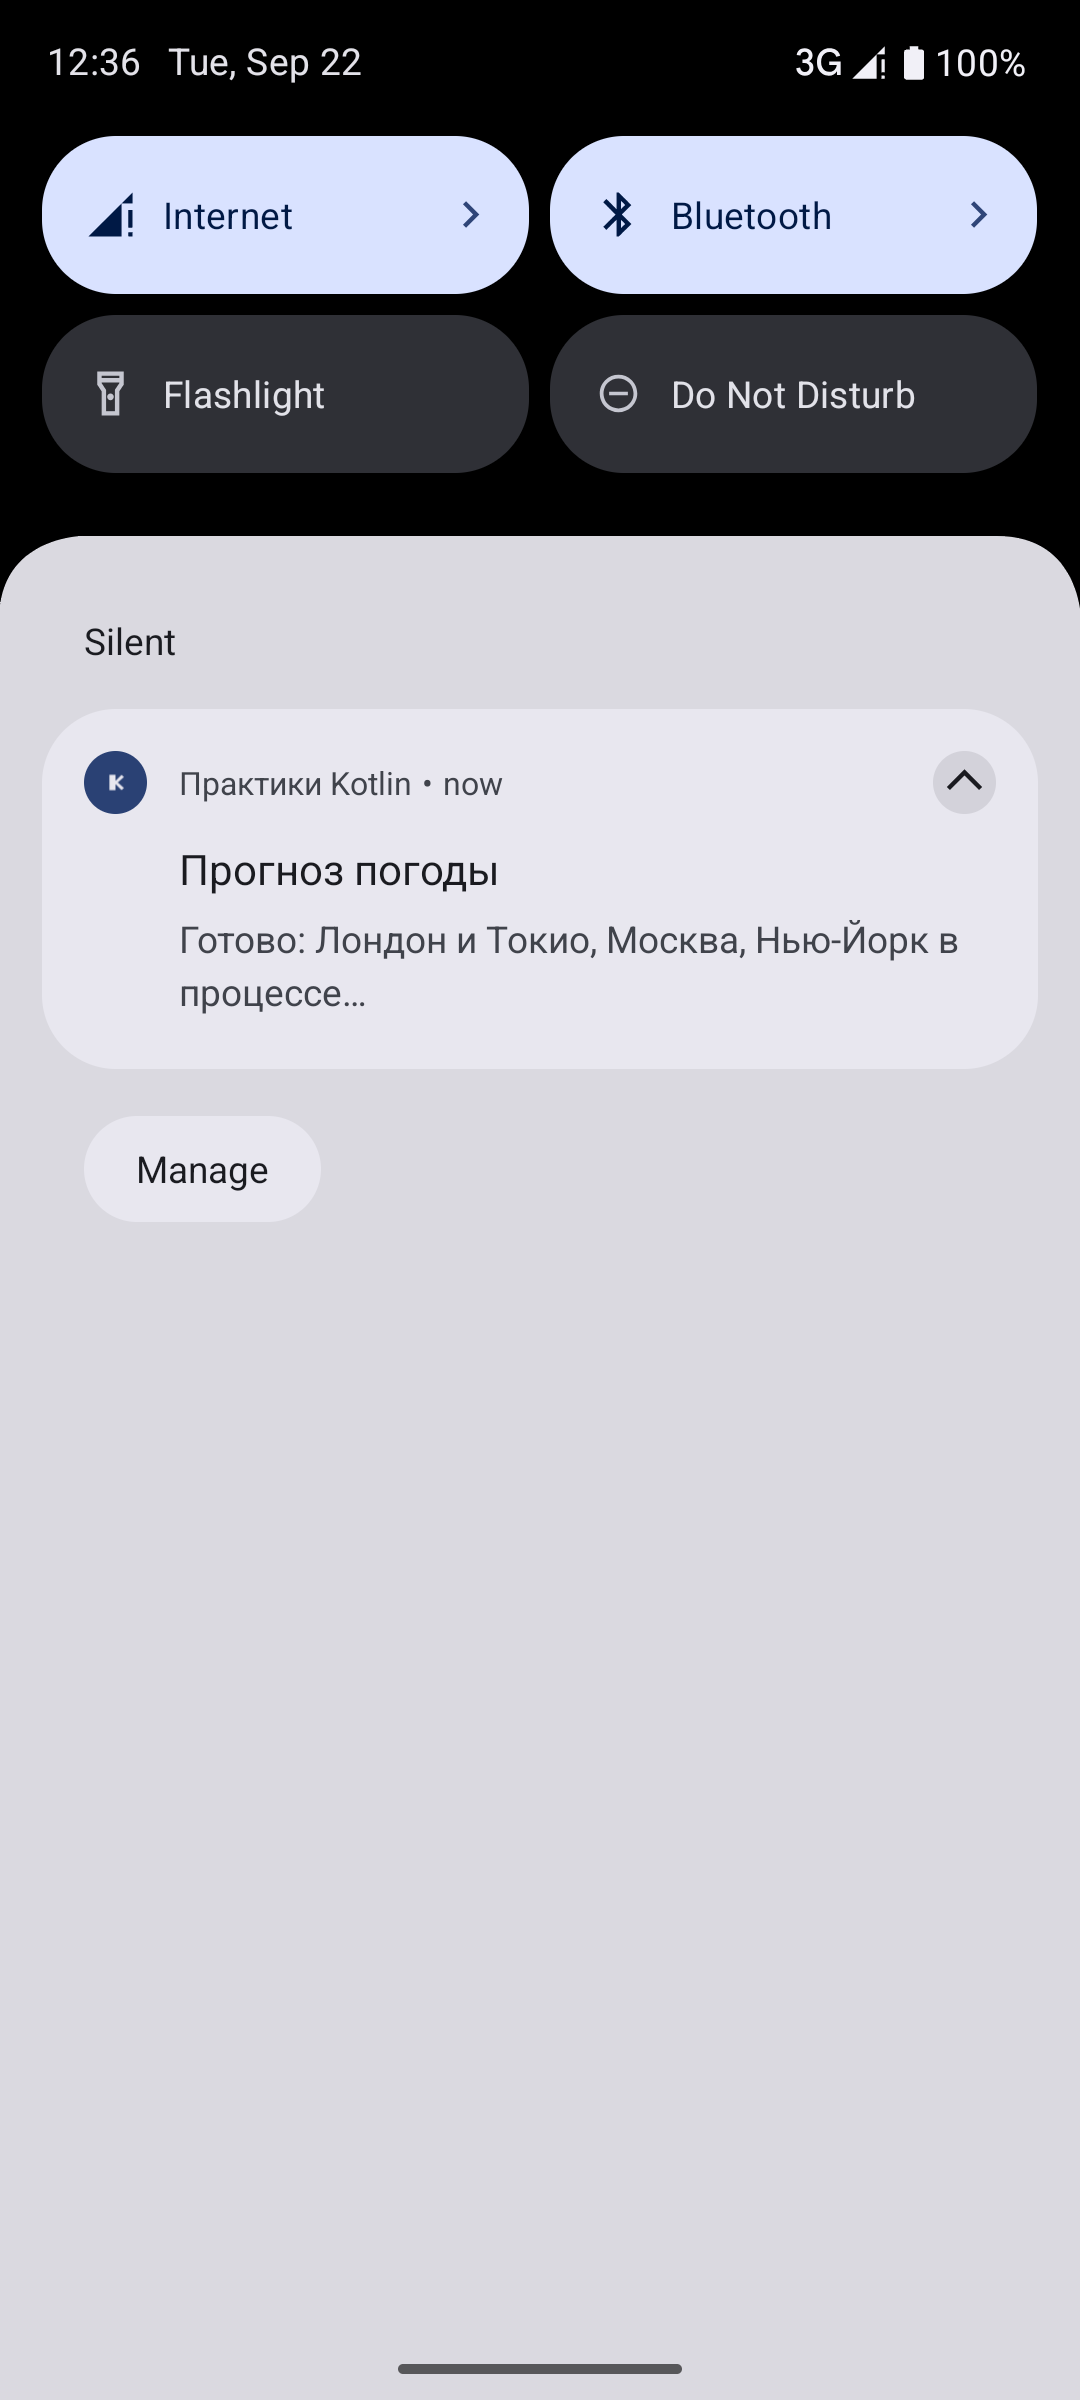 12:36 Tue, Sep 22 3G 100%
Internet
Bluetooth
Flashlight
Do Not Disturb
Silent
Практики Kotlin • now
Прогноз погоды
Готово: Лондон и Токио, Москва, Нью-Йорк в
процессе…
Manage